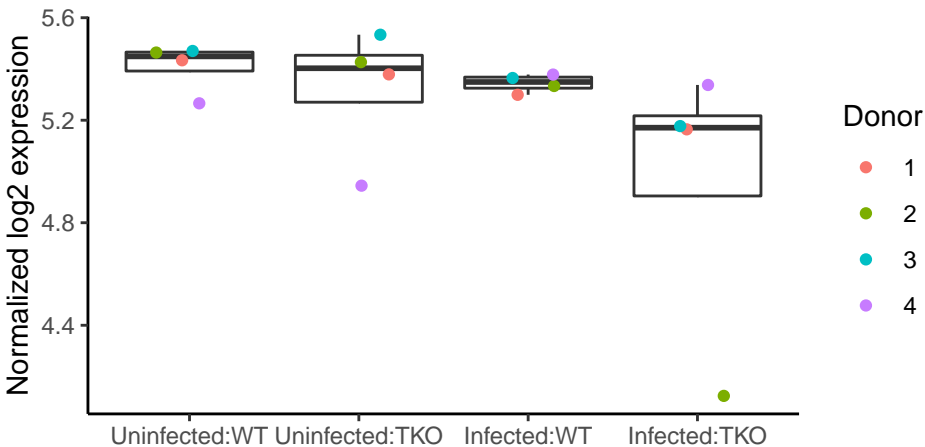 Normalized log2 expression
5.6
5.2
4.8
4.4
Uninfected:WT
Uninfected:TKO
Infected:WT
Infected:TKO
Donor
1
2
3
4